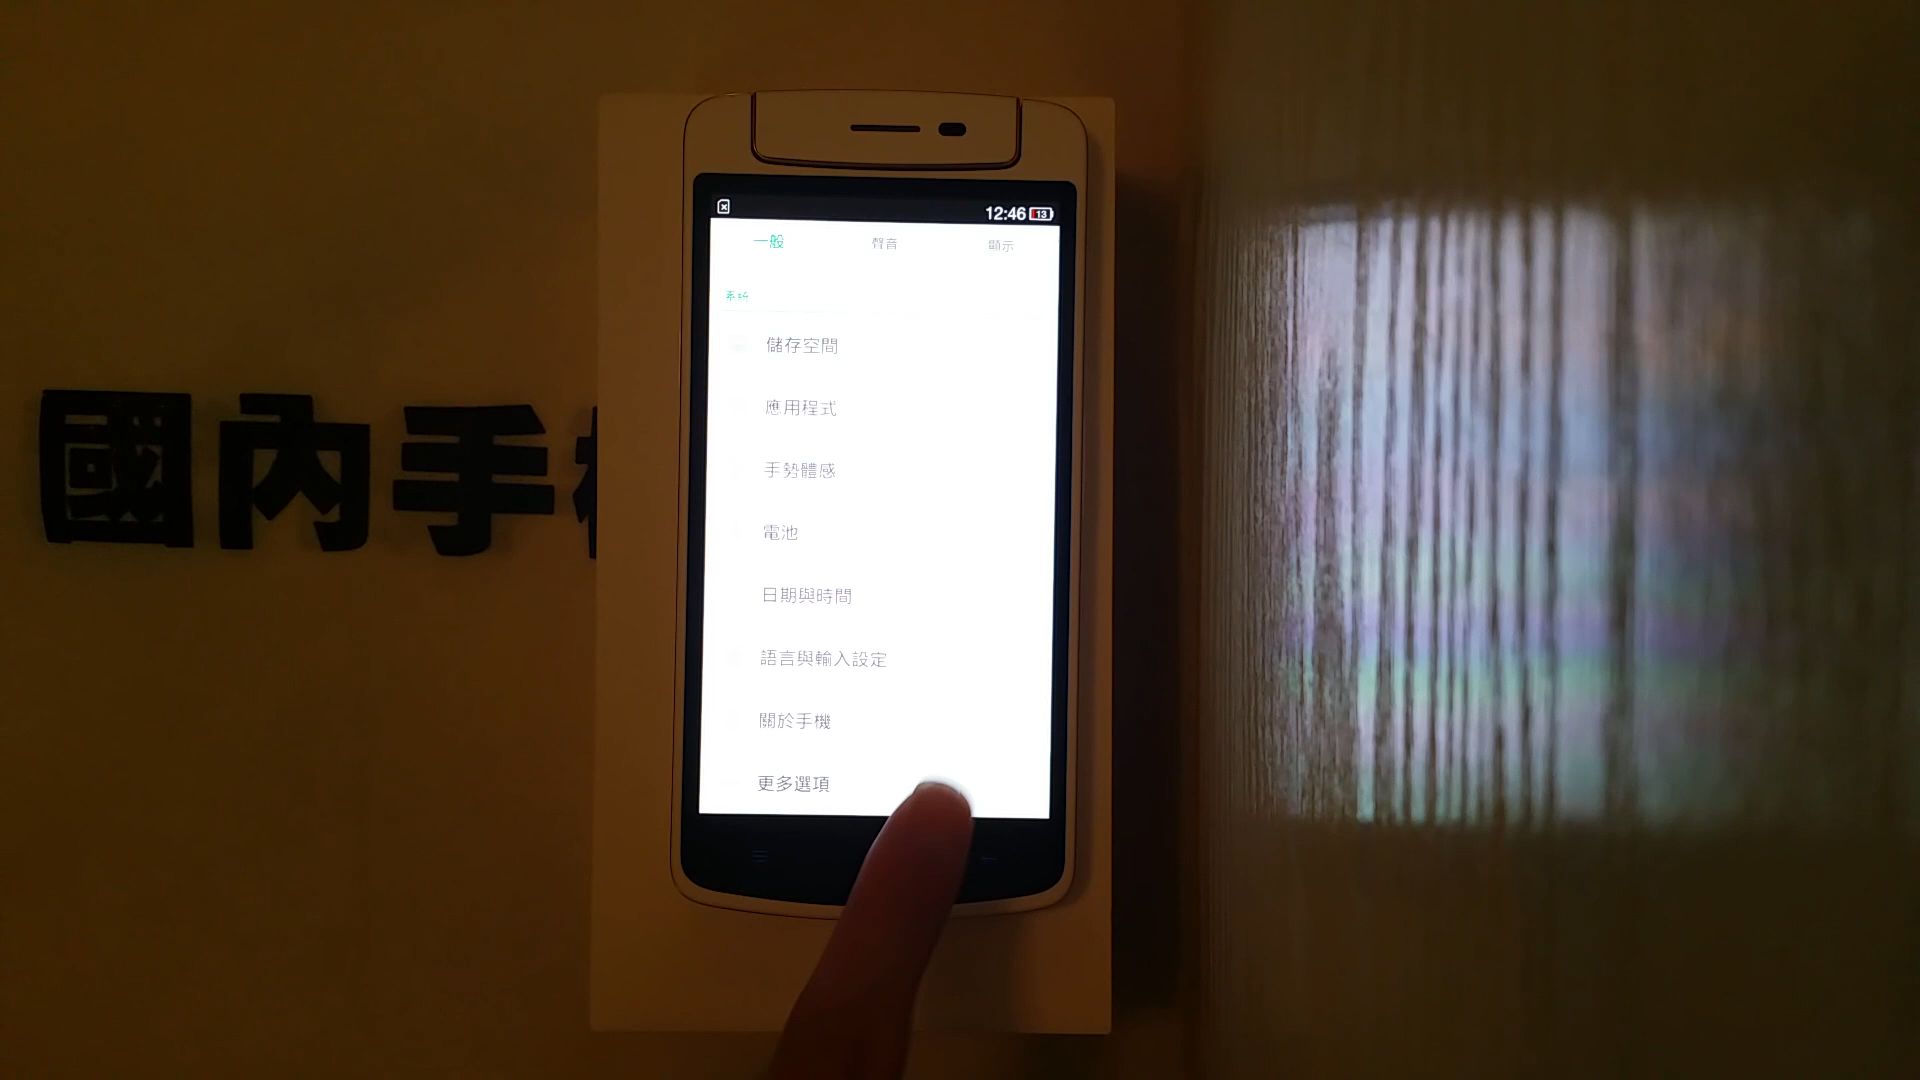 12:46 13
一般 聲音 顯示
系統
儲存空間
應用程式
手勢體感
電池
日期與時間
語言與輸入設定
關於手機
更多選項
國內手